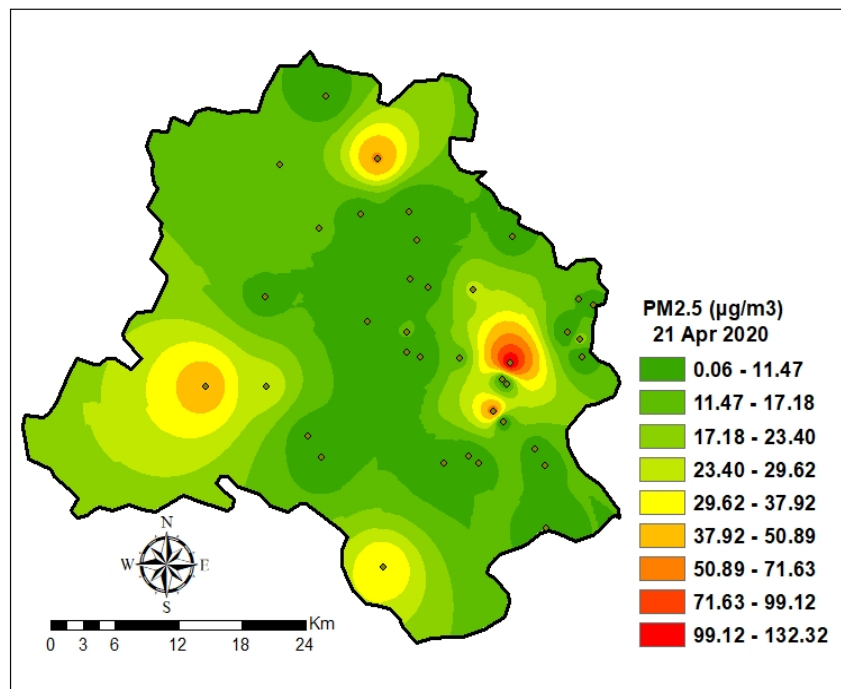 PM2.5 (µg/m3)
21 Apr 2020
0.06 - 11.47
11.47 - 17.18
17.18 - 23.40
23.40 - 29.62
29.62 - 37.92
37.92 - 50.89
50.89 - 71.63
71.63 - 99.12
99.12 - 132.32
N
W E
S
Km
0 3 6 12 18 24